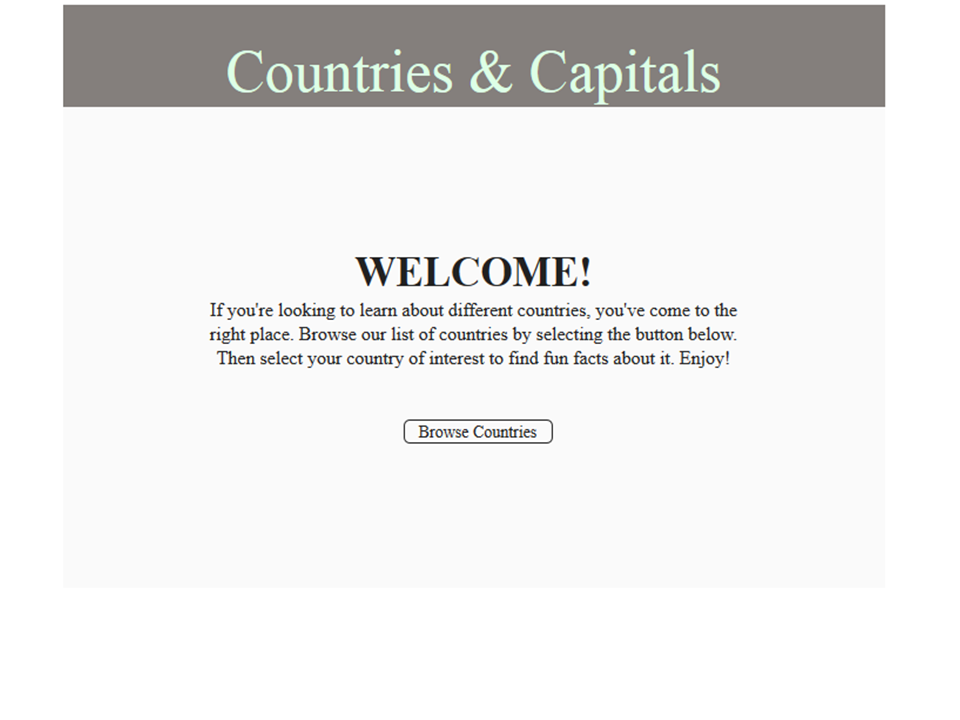 Countries & Capitals
WELCOME!
If you're looking to learn about different countries, you've come to the
right place. Browse our list of countries by selecting the button below.
Then select your country of interest to find fun facts about it. Enjoy!
Browse Countries